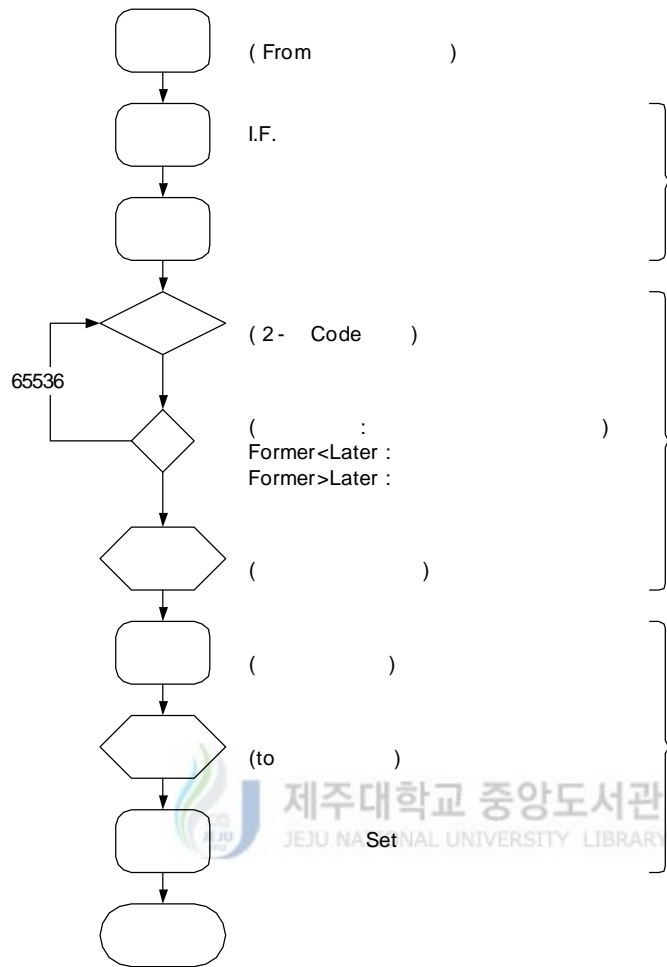 ( From )
I.F.
( 2 - Code )
65536
( : )
Former<Later :
Former>Later :
( )
( )
(to )
제주대학교 중앙도서관
JEJU NATIONAL UNIVERSITY LIBRARY
Set